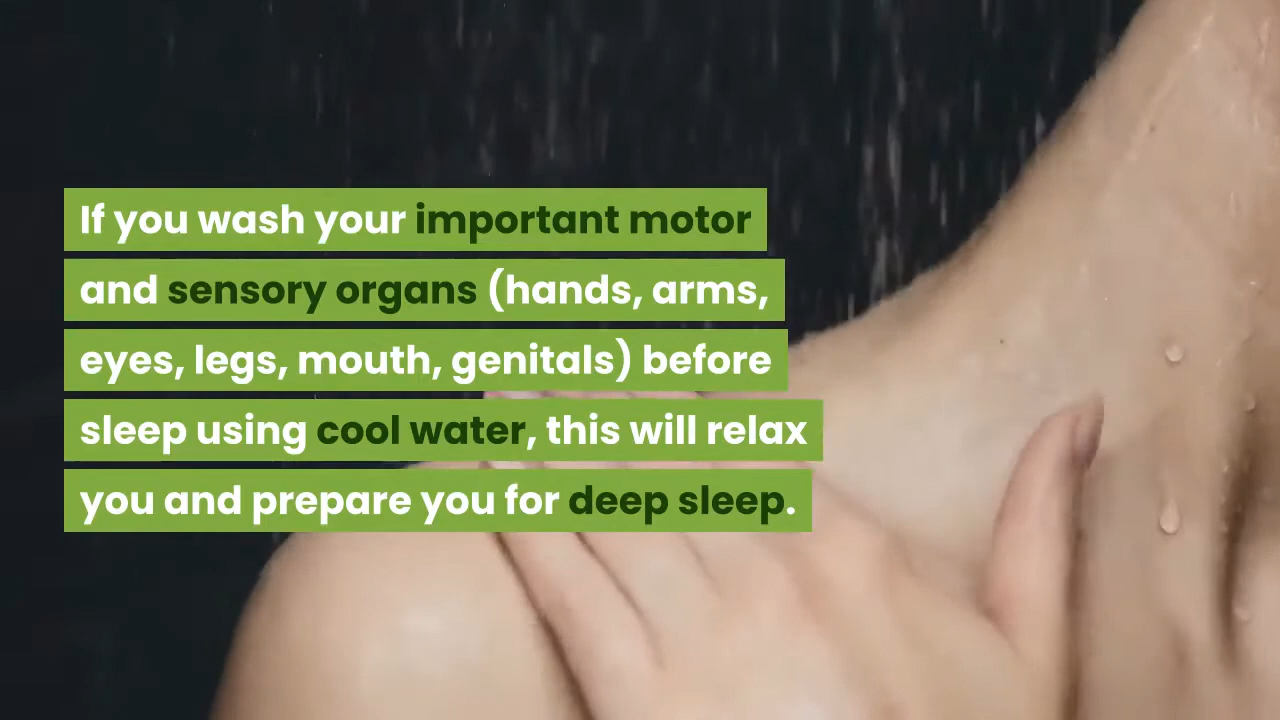 If you wash your important motor
and sensory organs (hands, arms,
eyes, legs, mouth, genitals) before
sleep using cool water, this will relax
you and prepare you for deep sleep.